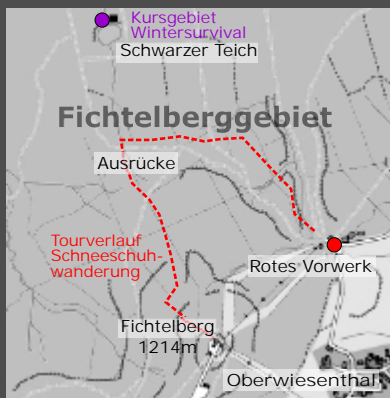 Kursgebiet
Wintersurvival
Schwarzer Teich
Fichtelberggebiet
Ausrücke
Tourverlauf
Schneeschuh-
wanderung
Rotes Vorwerk
Fichtelberg
1214m
Oberwiesenthal